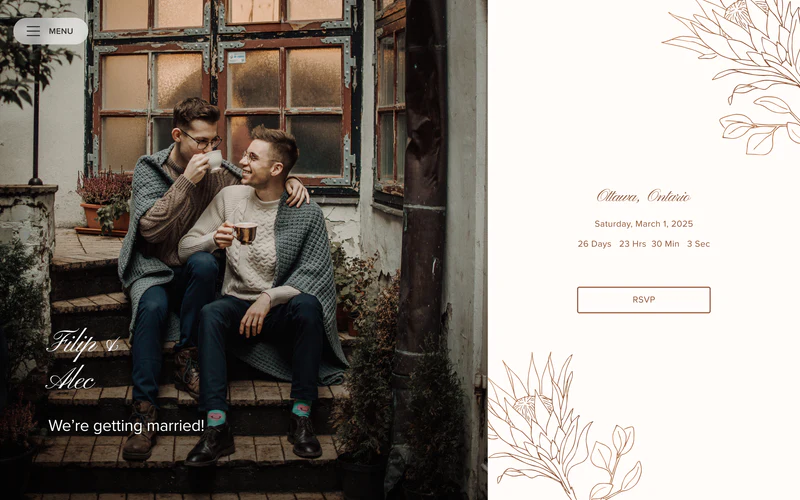 MENU
Filip &
Alec
We're getting married!
Ottawa, Ontario
Saturday, March 1, 2025
26 Days 23 Hrs 30 Min 3 Sec
RSVP